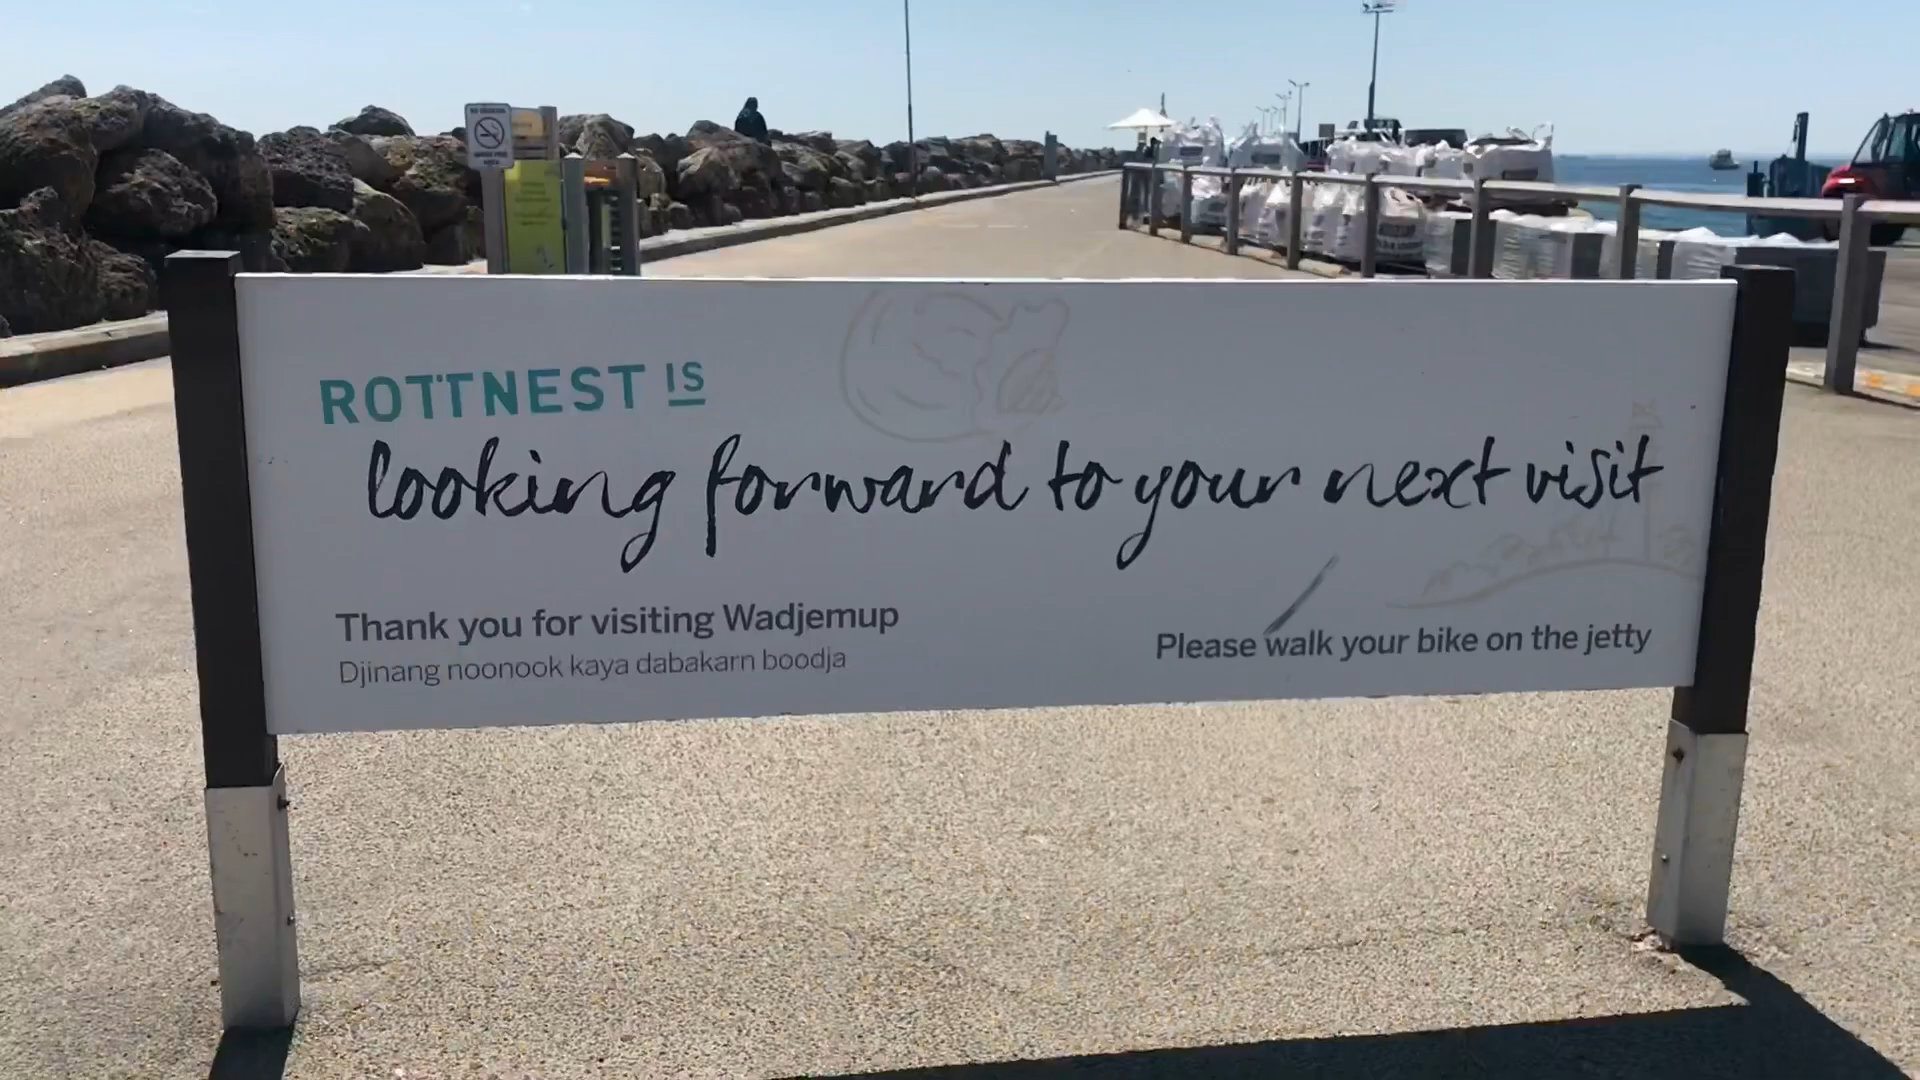 ROTTNEST IS
looking forward to your next visit
Thank you for visiting Wadjemup
Djinang noonook kaya dabakarn boodja
Please walk your bike on the jetty